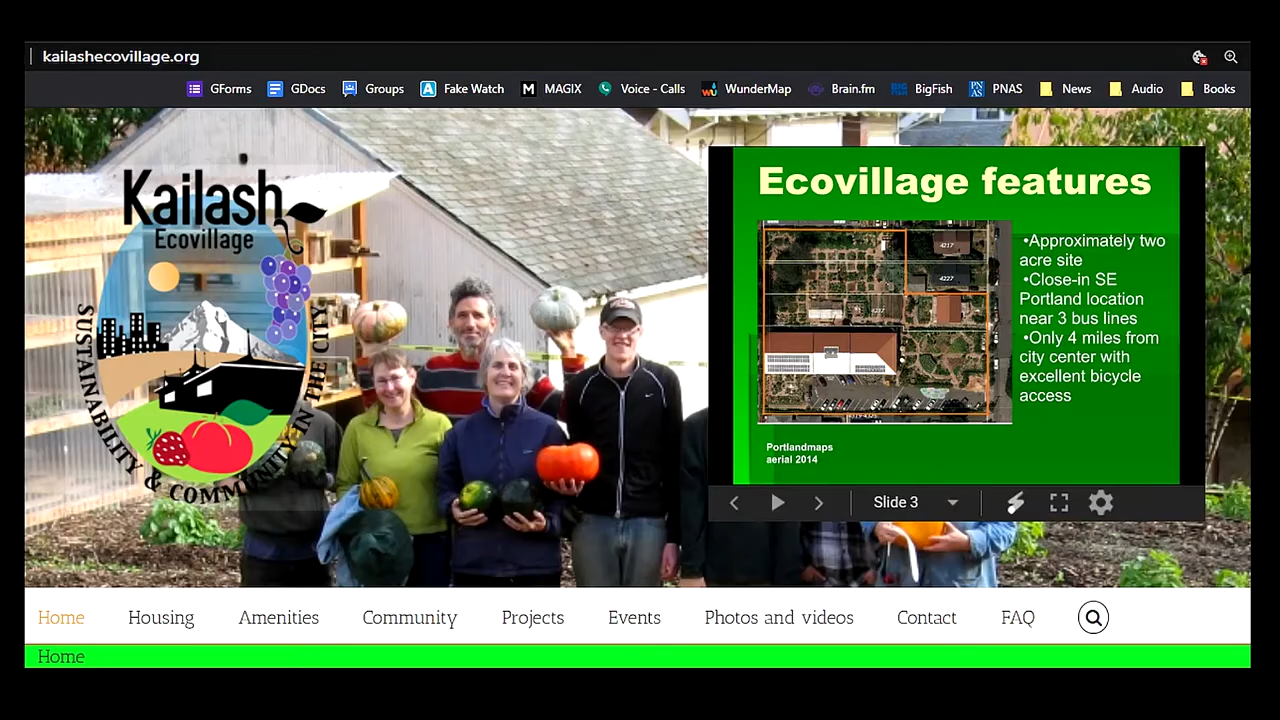 kailashecovillage.org
GForms GDocs Groups Fake Watch MAGIX Voice - Calls WunderMap Brain.fm BigFish PNAS News Audio Books
Kailash
Ecovillage
SUSTAINABILITY & COMMUNITY IN THE CITY
Ecovillage features
4217
4227
4237
•Approximately two
acre site
•Close-in SE
Portland location
near 3 bus lines
•Only 4 miles from
city center with
excellent bicycle
access
Portlandmaps
aerial 2014
Slide 3
Home Housing Amenities Community Projects Events Photos and videos Contact FAQ
Home